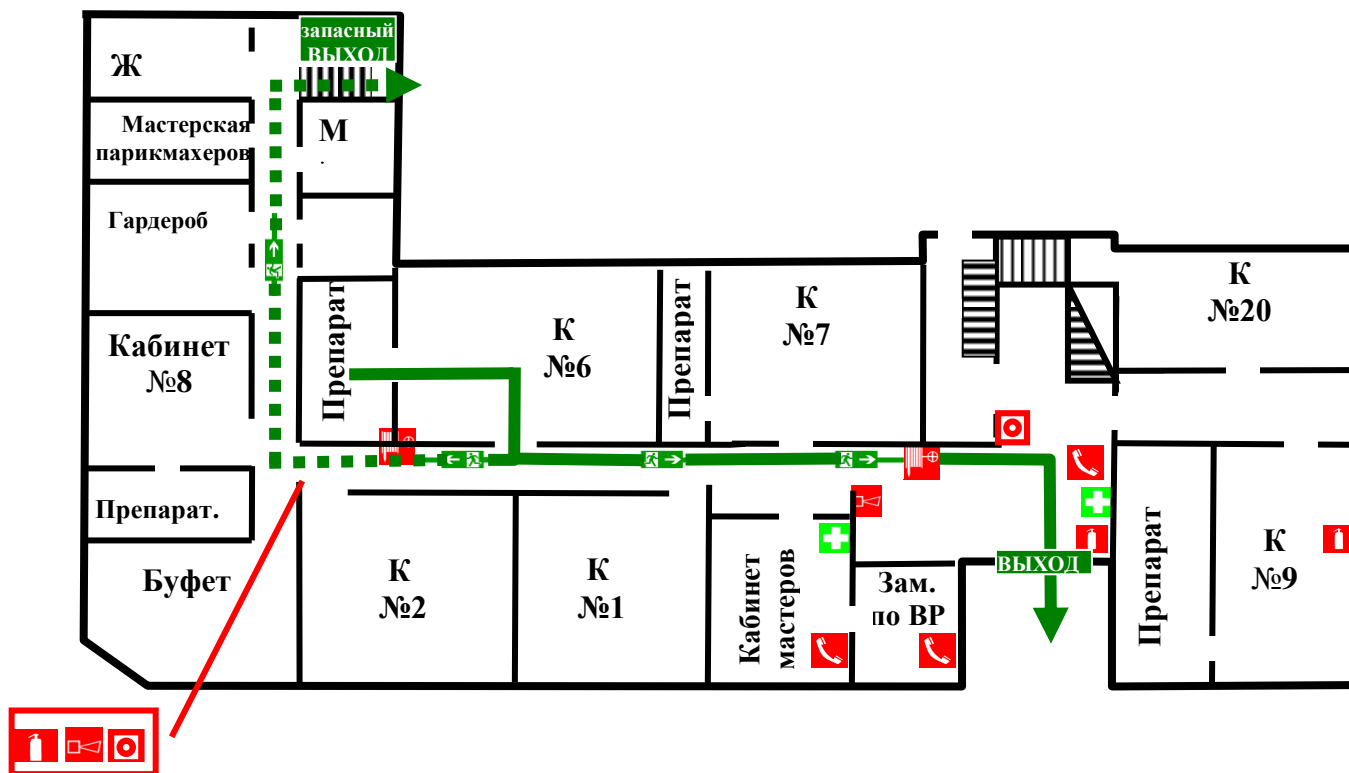 запасный
ВЫХОД
Ж
Мастерская
парикмахеров
М
.
Гардероб
Кабинет
№8
Препарат
К
№6
Препарат
К
№7
К
№20
Препарат.
Буфет
К
№2
К
№1
Кабинет
мастеров
Зам.
по ВР
ВЫХОД
Препарат
К
№9